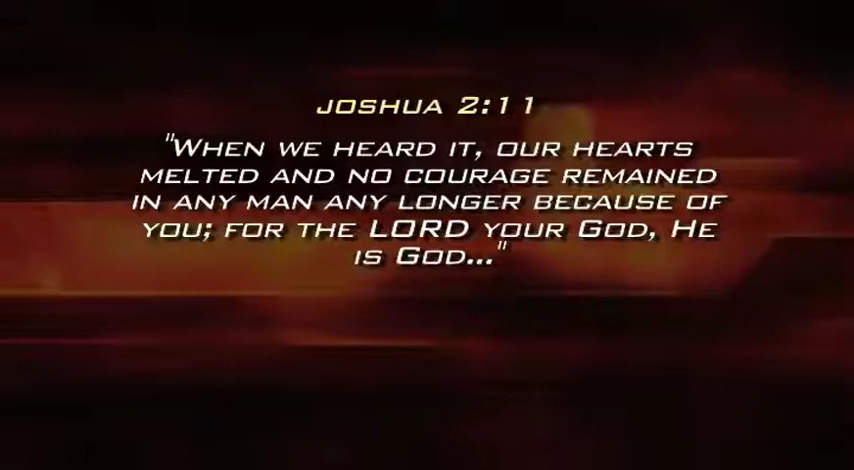 JOSHUA 2:11
"WHEN WE HEARD IT, OUR HEARTS
MELTED AND NO COURAGE REMAINED
IN ANY MAN ANY LONGER BECAUSE OF
YOU; FOR THE LORD YOUR GOD, HE
IS GOD..."